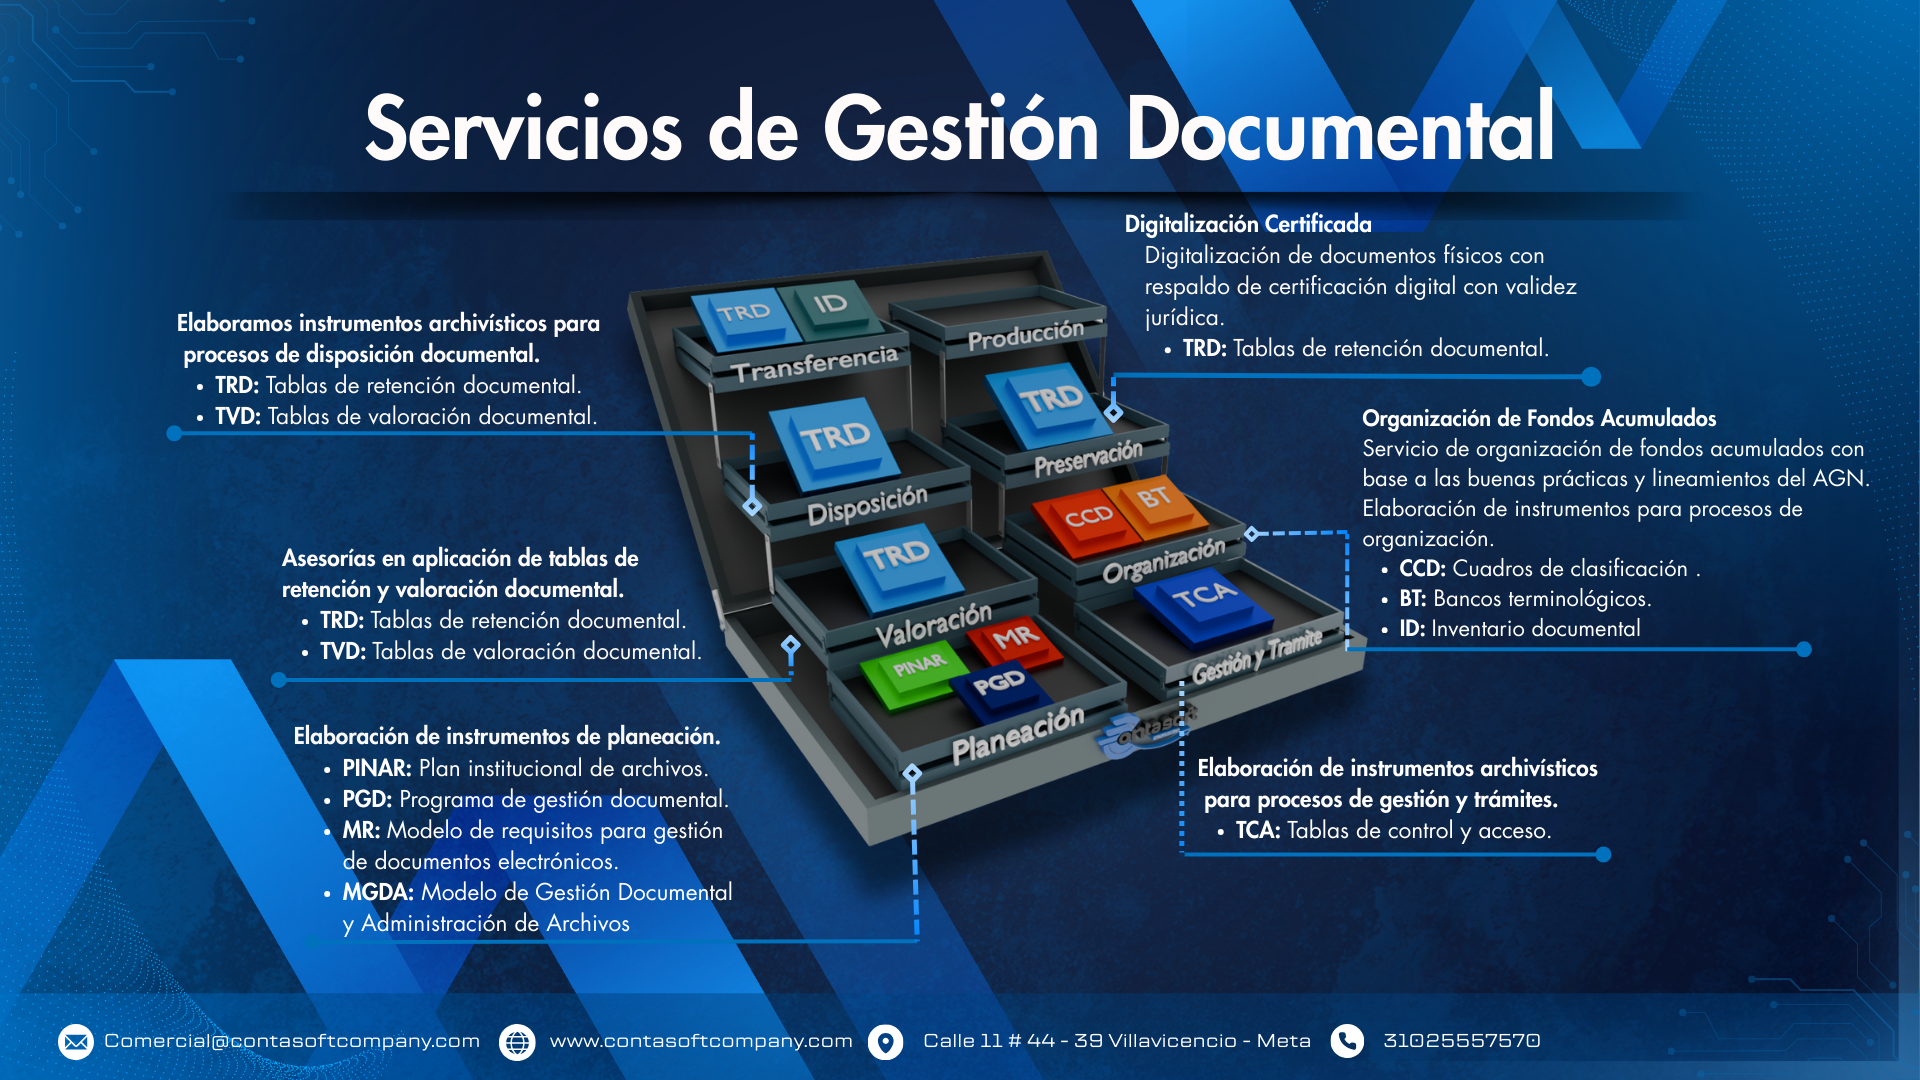 Servicios de Gestión Documental
Digitalización Certificada
Digitalización de documentos físicos con
respaldo de certificación digital con validez
jurídica.
• TRD: Tablas de retención documental.
Elaboramos instrumentos archivísticos para
procesos de disposición documental.
• TRD: Tablas de retención documental.
• TVD: Tablas de valoración documental.
Organización de Fondos Acumulados
Servicio de organización de fondos acumulados con
base a las buenas prácticas y lineamientos del AGN.
Elaboración de instrumentos para procesos de
organización.
• CCD: Cuadros de clasificación .
• BT: Bancos terminológicos.
• ID: Inventario documental
Asesorías en aplicación de tablas de
retención y valoración documental.
• TRD: Tablas de retención documental.
• TVD: Tablas de valoración documental.
Elaboración de instrumentos de planeación.
• PINAR: Plan institucional de archivos.
• PGD: Programa de gestión documental.
• MR: Modelo de requisitos para gestión
de documentos electrónicos.
• MGDA: Modelo de Gestión Documental
y Administración de Archivos
Elaboración de instrumentos archivísticos
para procesos de gestión y trámites.
• TCA: Tablas de control y acceso.
TRD ID
Transferencia
Producción
TRD
Preservación
TRD
Disposición
CCD BT
Organización
TRD
Valoración
TCA
Gestión y Tramite
PINAR MR
PGD
Planeación
Comercial@contasoftcompany.com
www.contasoftcompany.com
Calle 11 # 44 - 39 Villavicencio - Meta
31025557570